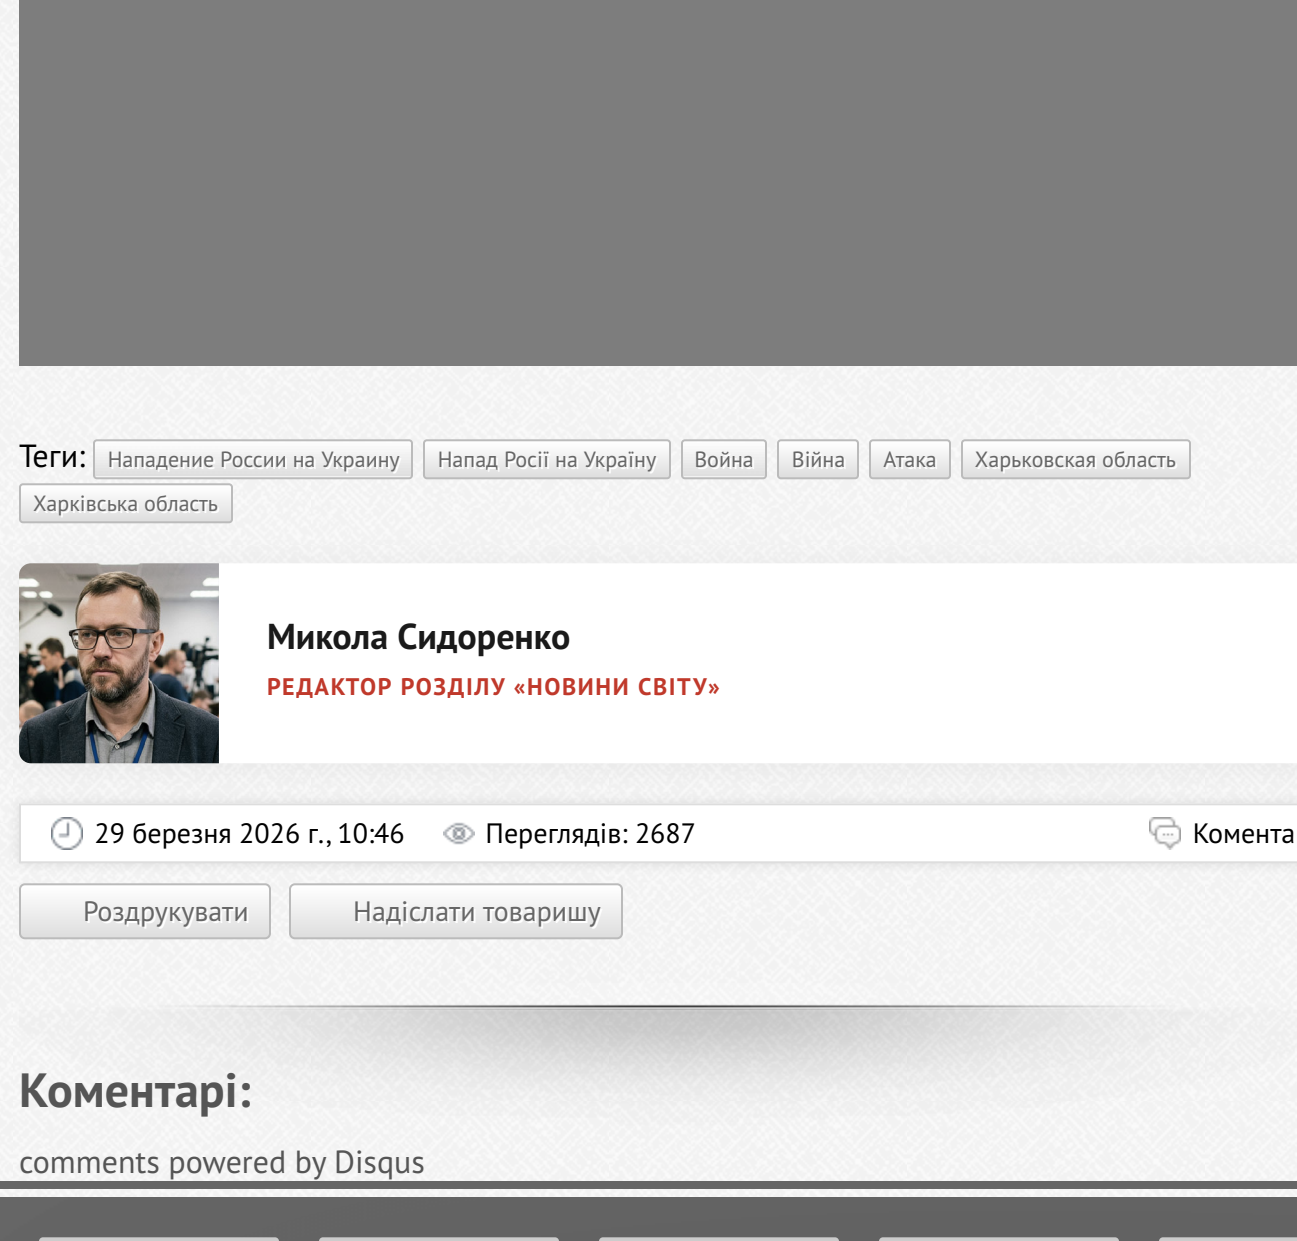 Теги: Нападение России на Украину Напад Росії на Україну Война Війна Атака Харьковская область
Харківська область
Микола Сидоренко
РЕДАКТОР РОЗДІЛУ «НОВИНИ СВІТУ»
29 березня 2026 г., 10:46 Переглядів: 2687 Комента
Роздрукувати Надіслати товаришу
Коментарі:
comments powered by Disqus